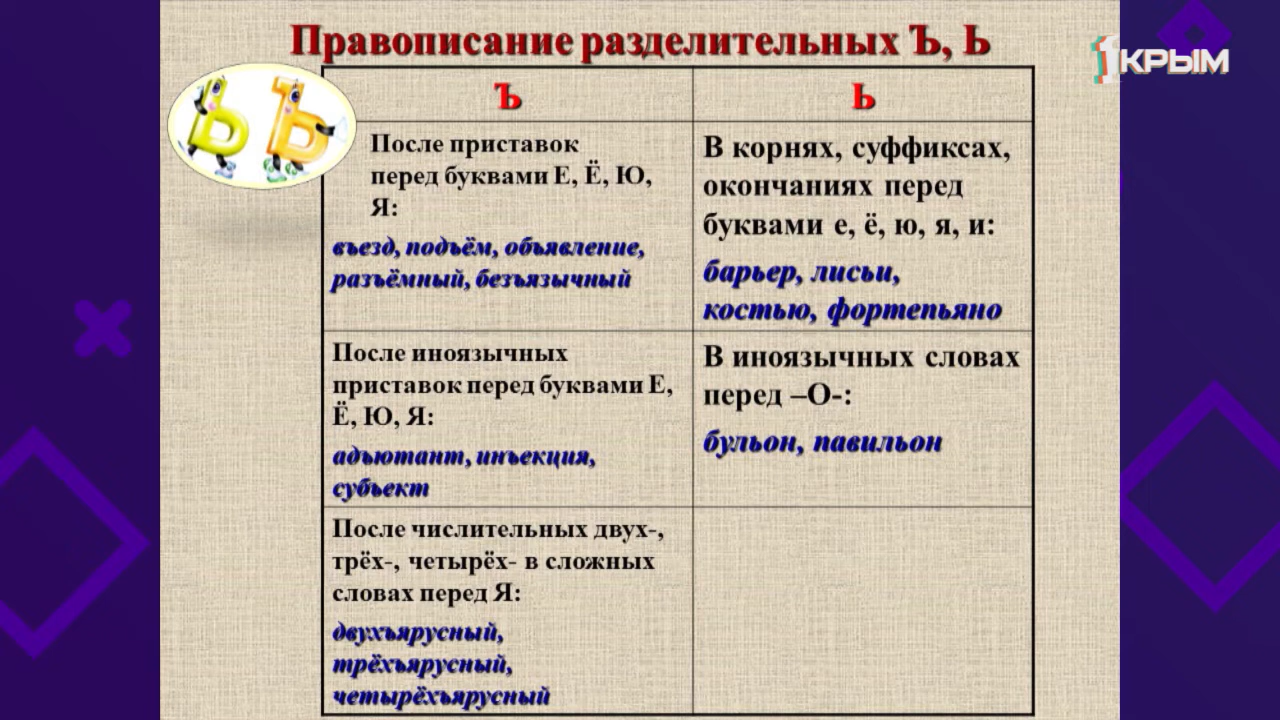 Правописание разделительных Ъ, Ь
1КРЫМ
Ъ
Ь
Ь Ъ
После приставок
перед буквами Е, Ё, Ю,
Я:
въезд, подъём, объявление,
разъёмный, безъязычный
В корнях, суффиксах,
окончаниях перед
буквами е, ё, ю, я, и:
барьер, лисьи,
костью, фортепьяно
После иноязычных
приставок перед буквами Е,
Ё, Ю, Я:
адъютант, инъекция,
субъект
В иноязычных словах
перед –О-:
бульон, павильон
После числительных двух-,
трёх-, четырёх- в сложных
словах перед Я:
двухъярусный,
трёхъярусный,
четырёхъярусный